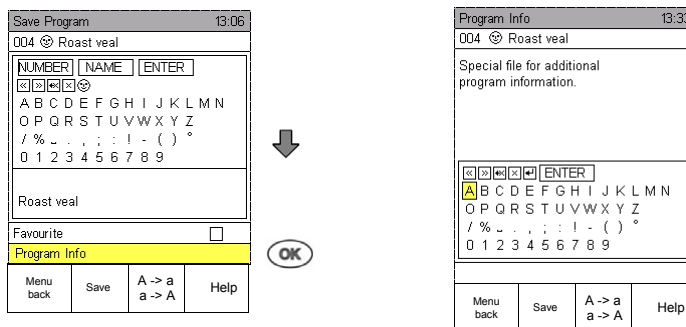 Save Program 13:06
004 Roast veal
NUMBER NAME ENTER
A B C D E F G H I J K L M N
O P Q R S T U V W X Y Z
/ % ⌣ . , ; : ! - ( ) °
0 1 2 3 4 5 6 7 8 9
Roast veal
Favourite
Program Info
Menu back
Save
A -> a
a -> A
Help
OK
Program Info 13:33
004 Roast veal
Special file for additional
program information.
ENTER
A B C D E F G H I J K L M N
O P Q R S T U V W X Y Z
/ % ⌣ . , ; : ! - ( ) °
0 1 2 3 4 5 6 7 8 9
Menu back
Save
A -> a
a -> A
Help